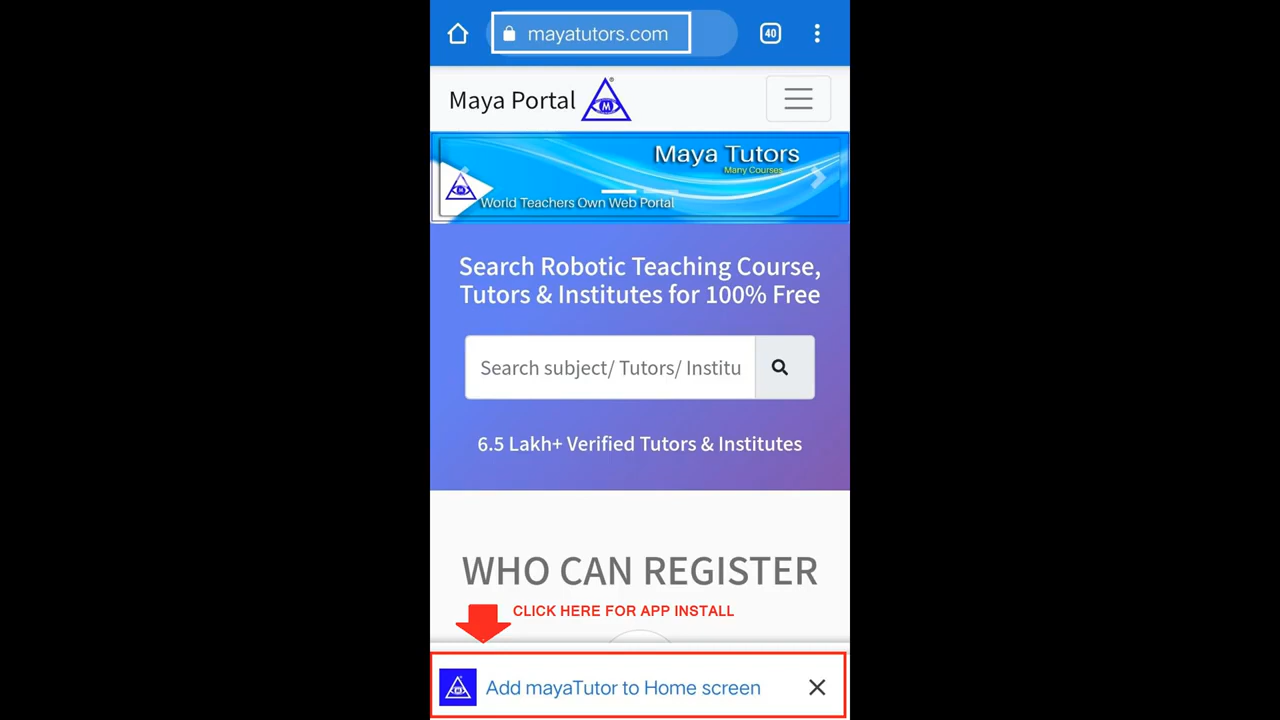 mayatutors.com
40
Maya Portal
M
Maya Tutors
Many Courses
M
World Teachers Own Web Portal
Search Robotic Teaching Course,
Tutors & Institutes for 100% Free
Search subject/ Tutors/ Institu
6.5 Lakh+ Verified Tutors & Institutes
WHO CAN REGISTER
CLICK HERE FOR APP INSTALL
M
Add mayaTutor to Home screen